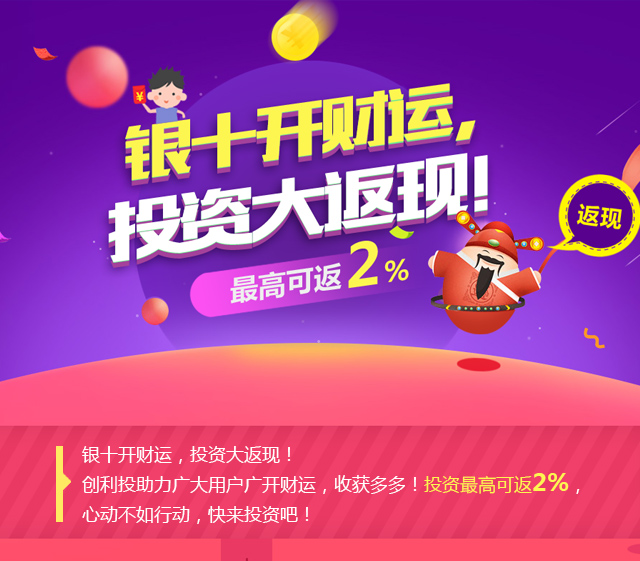 银十开财运,
投资大返现!
最高可返2%
返现
¥
银十开财运，投资大返现！
创利投助力广大用户广开财运，收获多多！投资最高可返2%，
心动不如行动，快来投资吧！